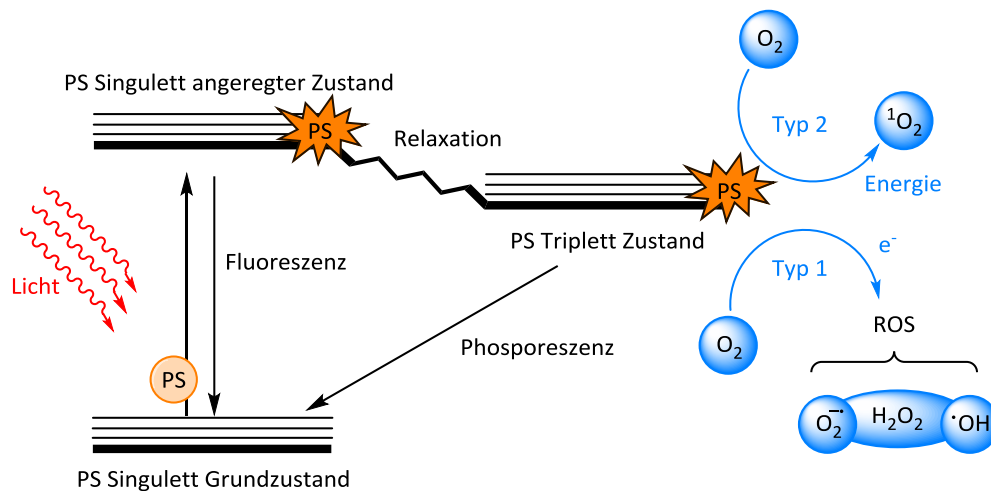 O₂
PS Singulett angeregter Zustand
PS
Relaxation
Typ 2
¹O₂
Energie
PS
PS Triplett Zustand
Licht
Fluoreszenz
e⁻
Typ 1
O₂
ROS
Phosporeszenz
PS
O₂⁻•
H₂O₂
•OH
PS Singulett Grundzustand